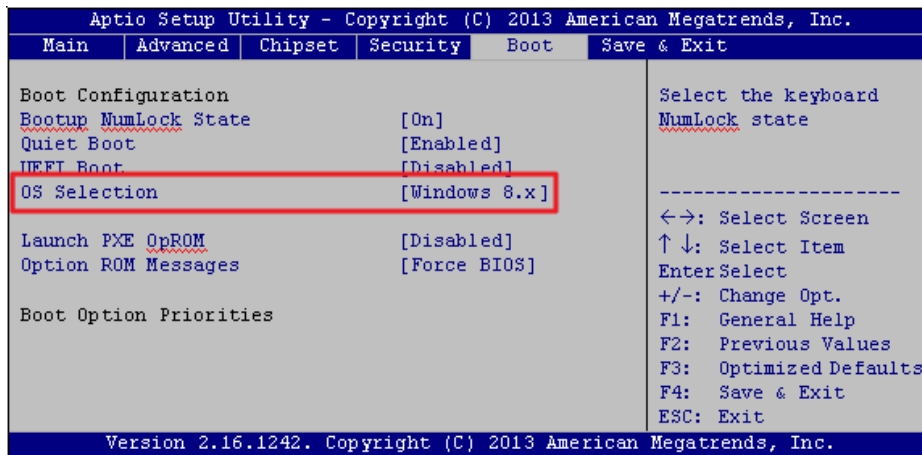 Aptio Setup Utility - Copyright (C) 2013 American Megatrends, Inc.
Main Advanced Chipset Security Boot Save & Exit
Boot Configuration
Bootup NumLock State [On]
Quiet Boot [Enabled]
UEFI Boot [Disabled]
OS Selection [Windows 8.x]
Launch PXE OpROM [Disabled]
Option ROM Messages [Force BIOS]
Boot Option Priorities
Select the keyboard
NumLock state
---------------------
←→: Select Screen
↑ ↓: Select Item
EnterSelect
+/-: Change Opt.
F1: General Help
F2: Previous Values
F3: Optimized Defaults
F4: Save & Exit
ESC: Exit
Version 2.16.1242. Copyright (C) 2013 American Megatrends, Inc.